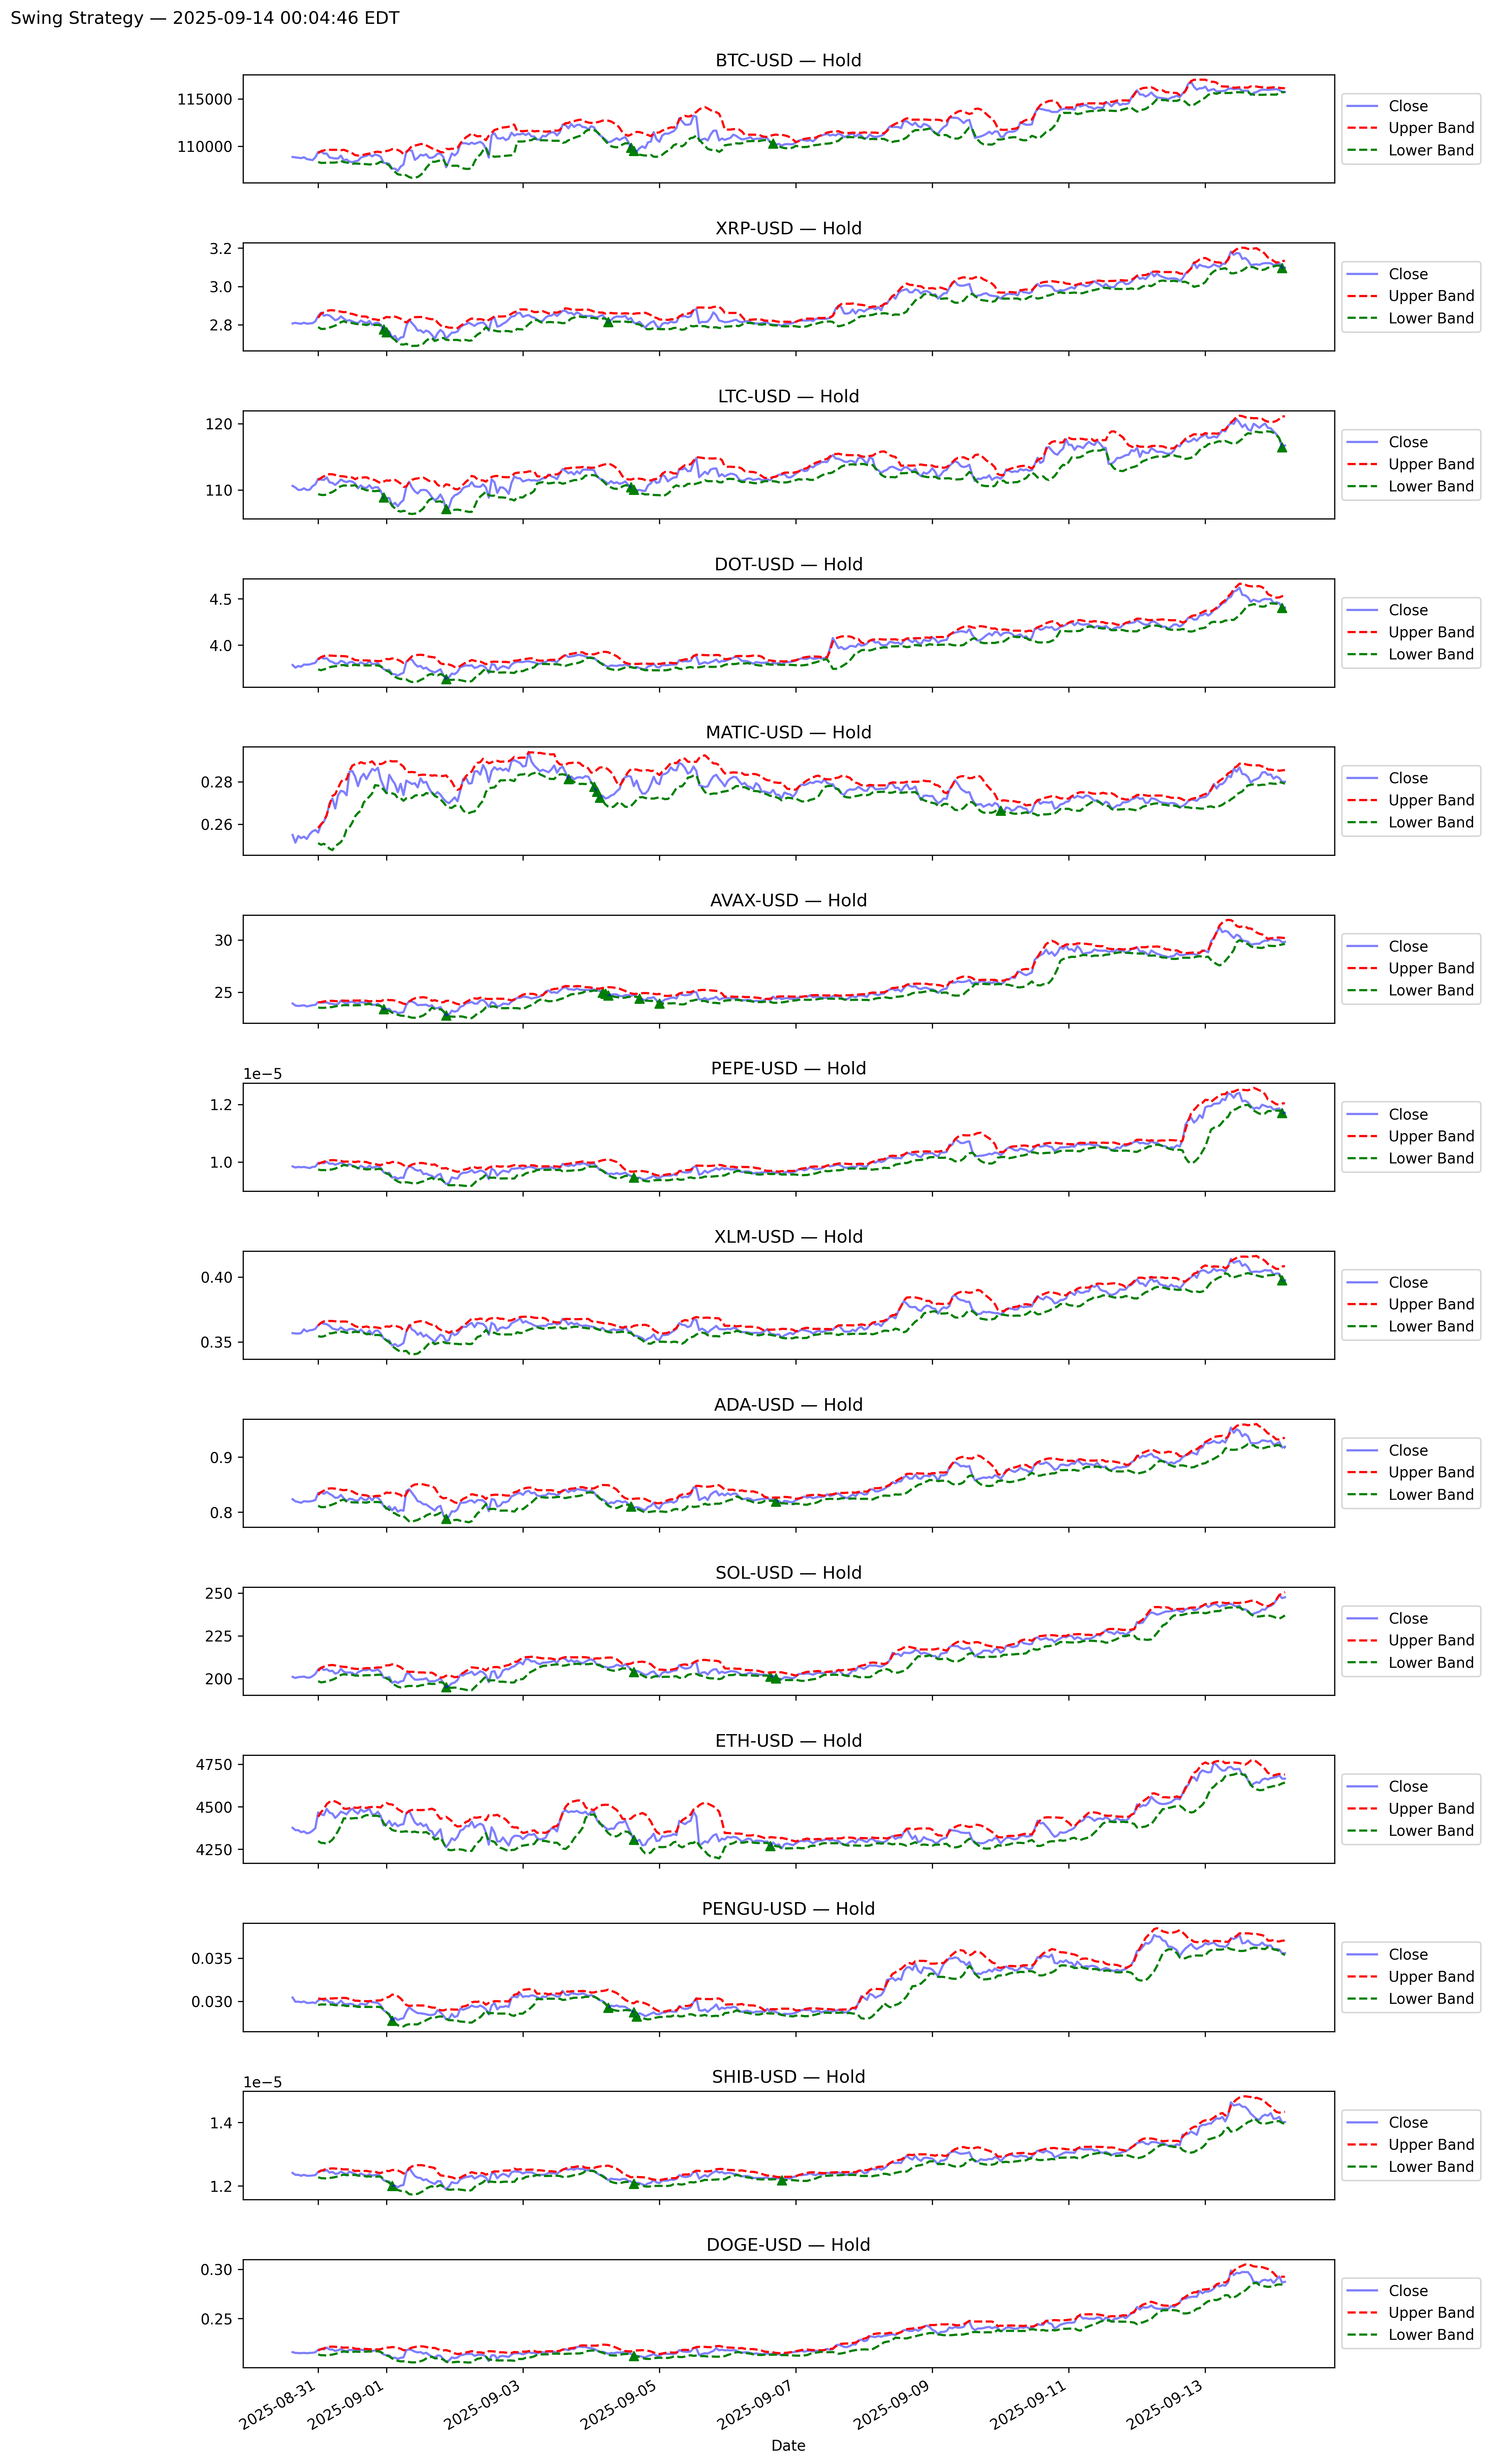 Swing Strategy — 2025-09-14 00:04:46 EDT
BTC-USD — Hold
115000
110000
Close
Upper Band
Lower Band
XRP-USD — Hold
3.2
3.0
2.8
Close
Upper Band
Lower Band
LTC-USD — Hold
120
110
Close
Upper Band
Lower Band
DOT-USD — Hold
4.5
4.0
Close
Upper Band
Lower Band
MATIC-USD — Hold
0.28
0.26
Close
Upper Band
Lower Band
AVAX-USD — Hold
30
25
Close
Upper Band
Lower Band
PEPE-USD — Hold
1e−5
1.2
1.0
Close
Upper Band
Lower Band
XLM-USD — Hold
0.40
0.35
Close
Upper Band
Lower Band
ADA-USD — Hold
0.9
0.8
Close
Upper Band
Lower Band
SOL-USD — Hold
250
225
200
Close
Upper Band
Lower Band
ETH-USD — Hold
4750
4500
4250
Close
Upper Band
Lower Band
PENGU-USD — Hold
0.035
0.030
Close
Upper Band
Lower Band
SHIB-USD — Hold
1e−5
1.4
1.2
Close
Upper Band
Lower Band
DOGE-USD — Hold
0.30
0.25
Close
Upper Band
Lower Band
2025-08-31
2025-09-01
2025-09-03
2025-09-05
2025-09-07
2025-09-09
2025-09-11
2025-09-13
Date